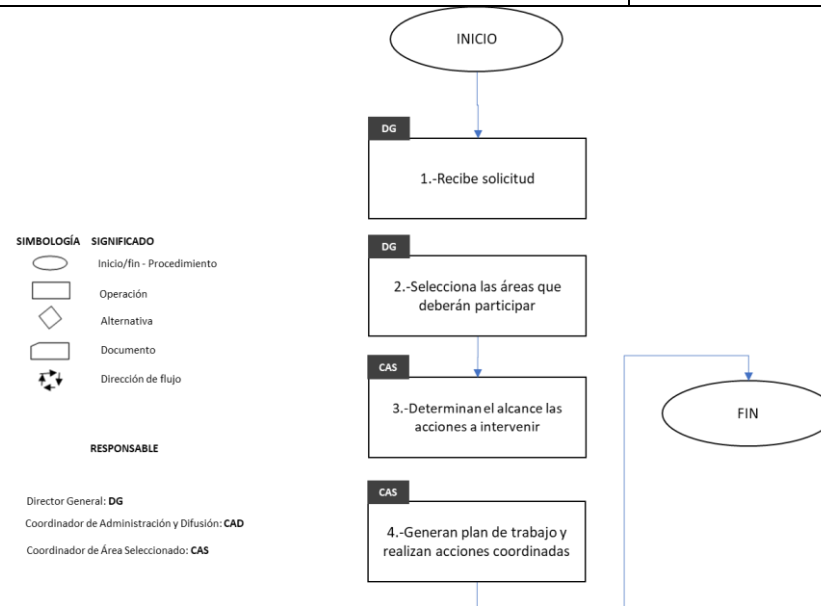 INICIO
DG
1.-Recibe solicitud
SIMBOLOGÍA SIGNIFICADO
Inicio/fin - Procedimiento
Operación
Alternativa
Documento
Dirección de flujo
RESPONSABLE
Director General: DG
Coordinador de Administración y Difusión: CAD
Coordinador de Área Seleccionado: CAS
DG
2.-Selecciona las áreas que
deberán participar
CAS
3.-Determinan el alcance las
acciones a intervenir
CAS
4.-Generan plan de trabajo y
realizan acciones coordinadas
FIN